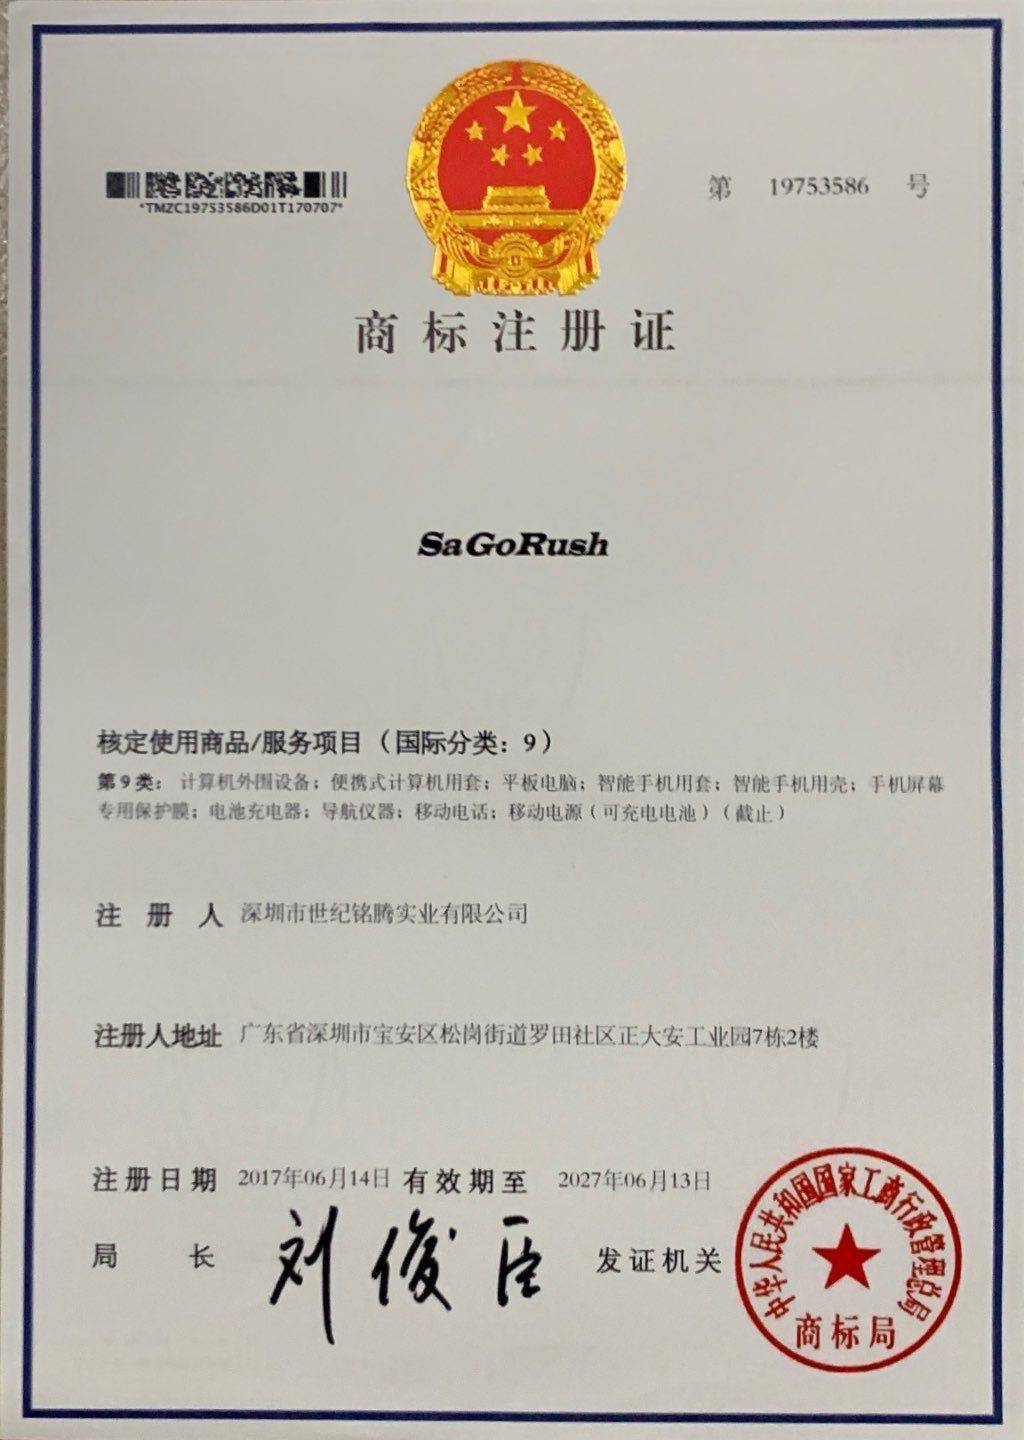 *TMZC19753586D01T170707*
第 19753586 号
商标注册证
SaGoRush
核定使用商品/服务项目（国际分类：9）
第9类： 计算机外围设备；便携式计算机用套；平板电脑；智能手机用套；智能手机用壳；手机屏幕
专用保护膜；电池充电器；导航仪器；移动电话；移动电源（可充电电池）（截止）
注册人 深圳市世纪铭腾实业有限公司
注册人地址 广东省深圳市宝安区松岗街道罗田社区正大安工业园7栋2楼
注册日期 2017年06月14日 有效期至 2027年06月13日
局长 刘俊臣 发证机关
中华人民共和国国家工商行政管理总局
商标局